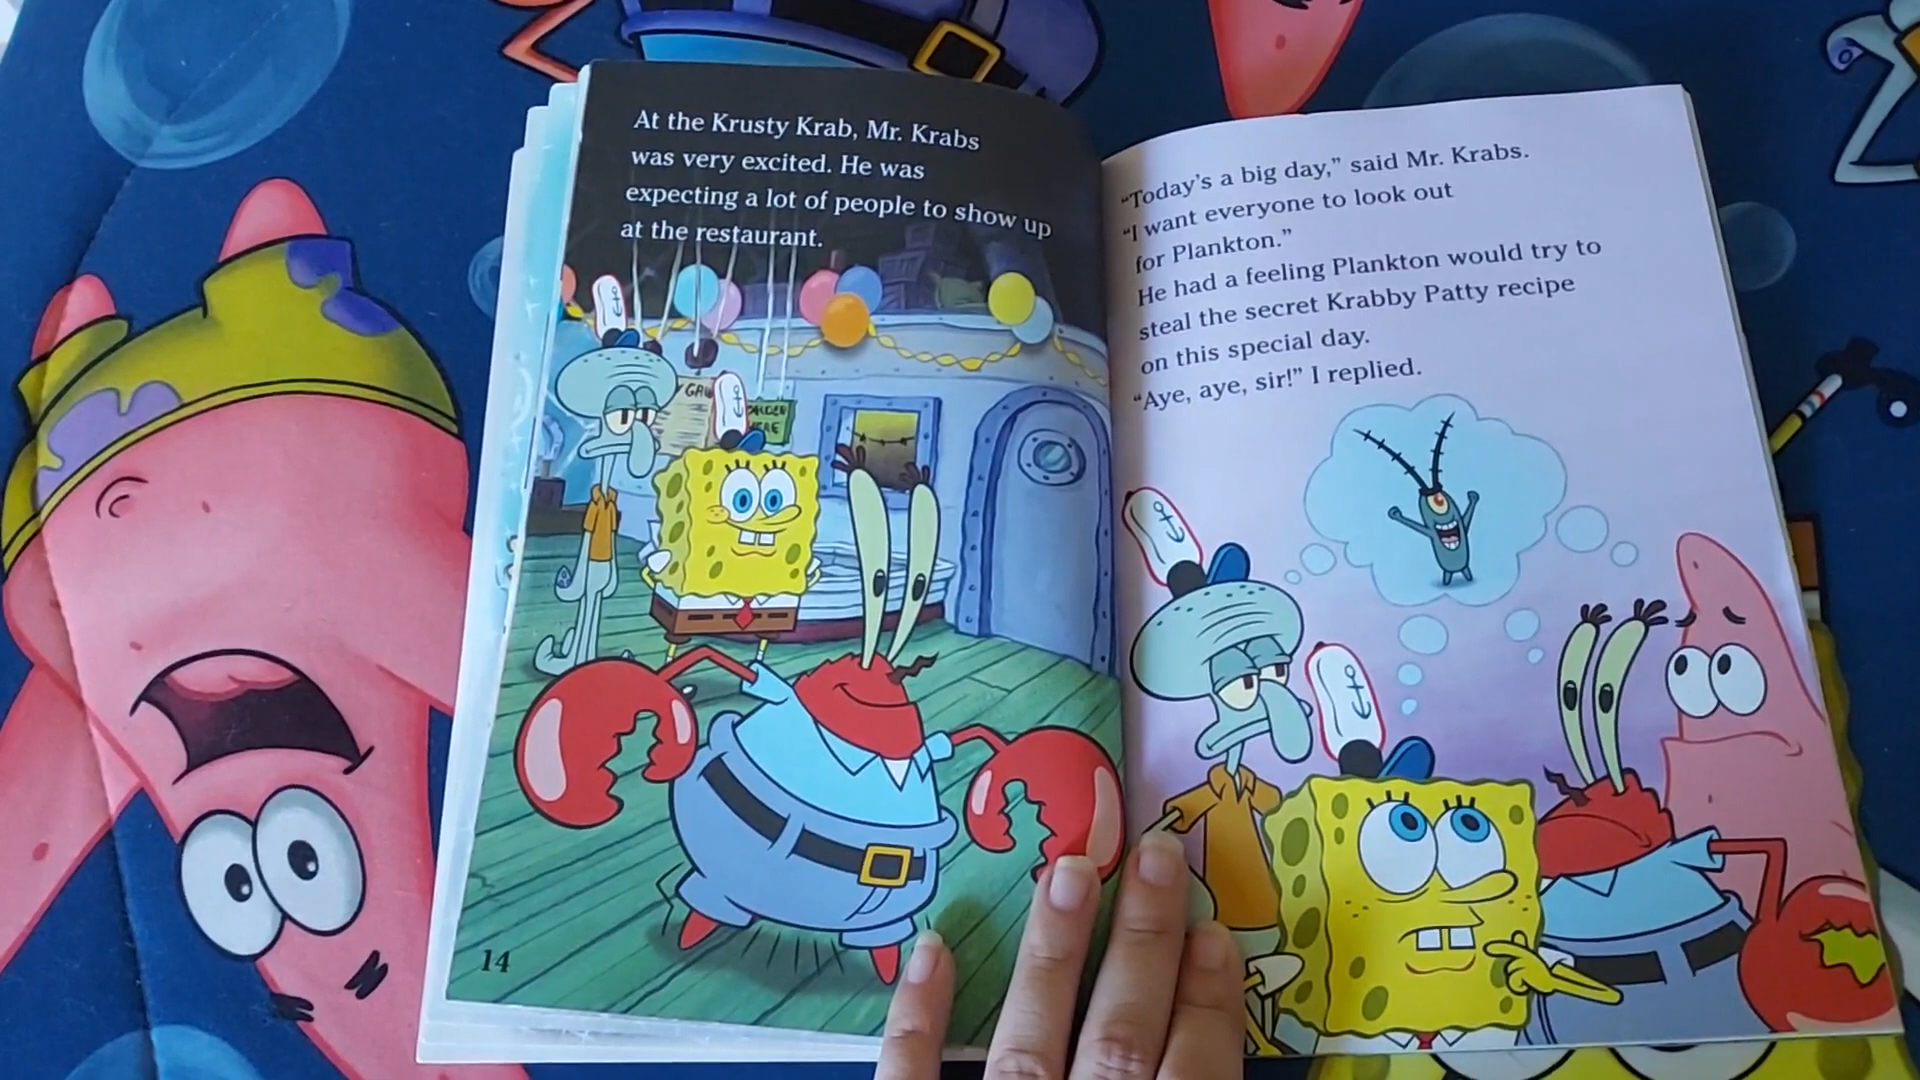 At the Krusty Krab, Mr. Krabs
was very excited. He was
expecting a lot of people to show up
at the restaurant.
14
“Today’s a big day,” said Mr. Krabs.
“I want everyone to look out
for Plankton.”
He had a feeling Plankton would try to
steal the secret Krabby Patty recipe
on this special day.
“Aye, aye, sir!” I replied.